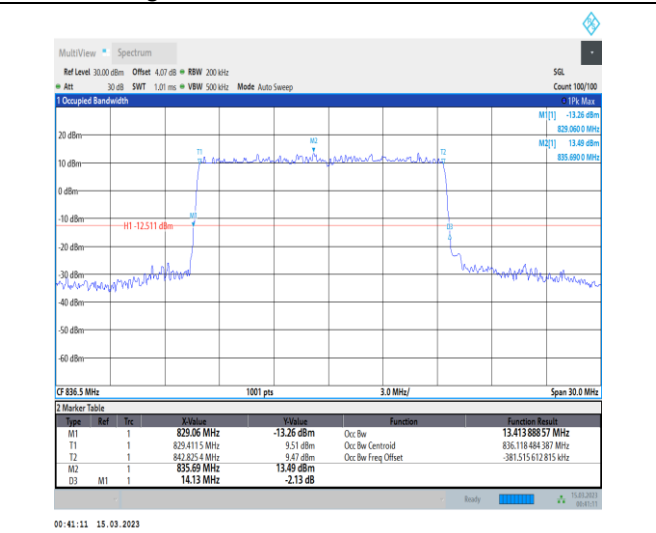 MultiView Spectrum
Ref Level 30.00 dBm Offset 4.07 dB RBW 200 kHz SGL
Att 30 dB SWT 1.01 ms VBW 500 kHz Mode Auto Sweep Count 100/100
1 Occupied Bandwidth 1Pk Max
M1[1] -13.26 dBm
829.060 0 MHz
M2[1] 13.49 dBm
835.690 0 MHz
20 dBm
M2
T1 T2
10 dBm
0 dBm
-10 dBm
M1
H1 -12.511 dBm
D3
-20 dBm
-30 dBm
-40 dBm
-50 dBm
-60 dBm
CF 836.5 MHz 1001 pts 3.0 MHz/ Span 30.0 MHz
2 Marker Table
Type Ref Trc X-Value Y-Value Function Function Result
M1 1 829.06 MHz -13.26 dBm Occ Bw 13.413 888 57 MHz
T1 1 829.411 5 MHz 9.51 dBm Occ Bw Centroid 836.118 484 387 MHz
T2 1 842.825 4 MHz 9.47 dBm Occ Bw Freq Offset -381.515 612 815 kHz
M2 1 835.69 MHz 13.49 dBm
D3 M1 1 14.13 MHz -2.13 dB
Ready 15.03.2023
00:41:11
00:41:11 15.03.2023